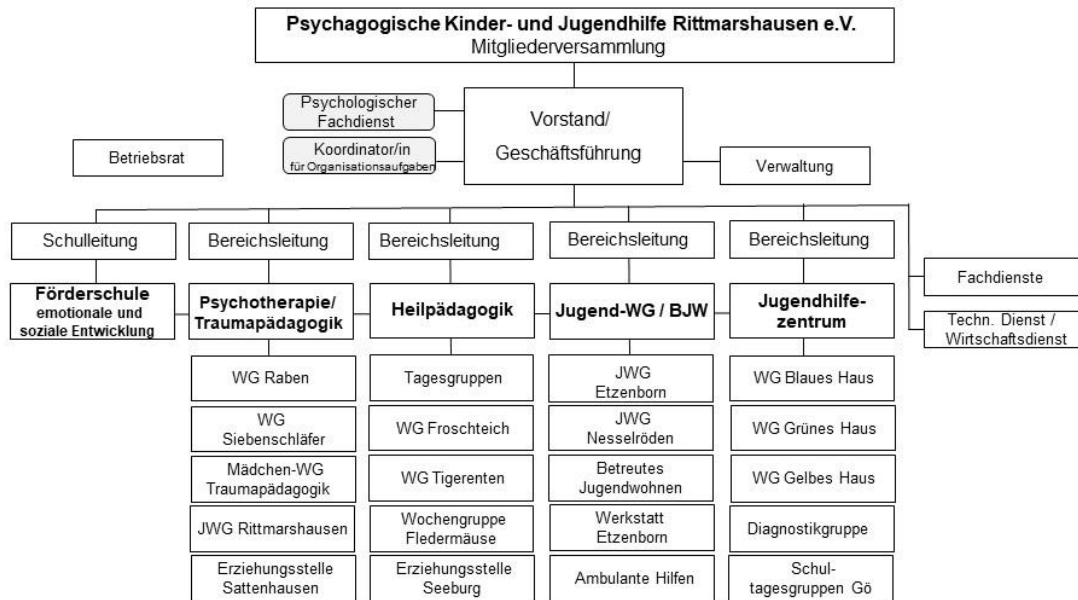 Psychagogische Kinder- und Jugendhilfe Rittmarshausen e.V.
Mitgliederversammlung
Psychologischer
Fachdienst
Vorstand/
Geschäftsführung
Koordinator/in
für Organisationsaufgaben
Betriebsrat
Verwaltung
Schulleitung
Bereichsleitung
Bereichsleitung
Bereichsleitung
Bereichsleitung
Fachdienste
Techn. Dienst /
Wirtschaftsdienst
Förderschule
emotionale und
soziale Entwicklung
Psychotherapie/
Traumapädagogik
Heilpädagogik
Jugend-WG / BJW
Jugendhilfe-
zentrum
WG Raben
Tagesgruppen
JWG
Etzenborn
WG Blaues Haus
WG
Siebenschläfer
WG Froschteich
JWG
Nesselröden
WG Grünes Haus
Mädchen-WG
Traumapädagogik
WG Tigerenten
Betreutes
Jugendwohnen
WG Gelbes Haus
JWG Rittmarshausen
Wochengruppe
Fledermäuse
Werkstatt
Etzenborn
Diagnostikgruppe
Erziehungsstelle
Sattenhausen
Erziehungsstelle
Seeburg
Ambulante Hilfen
Schul-
tagesgruppen Gö